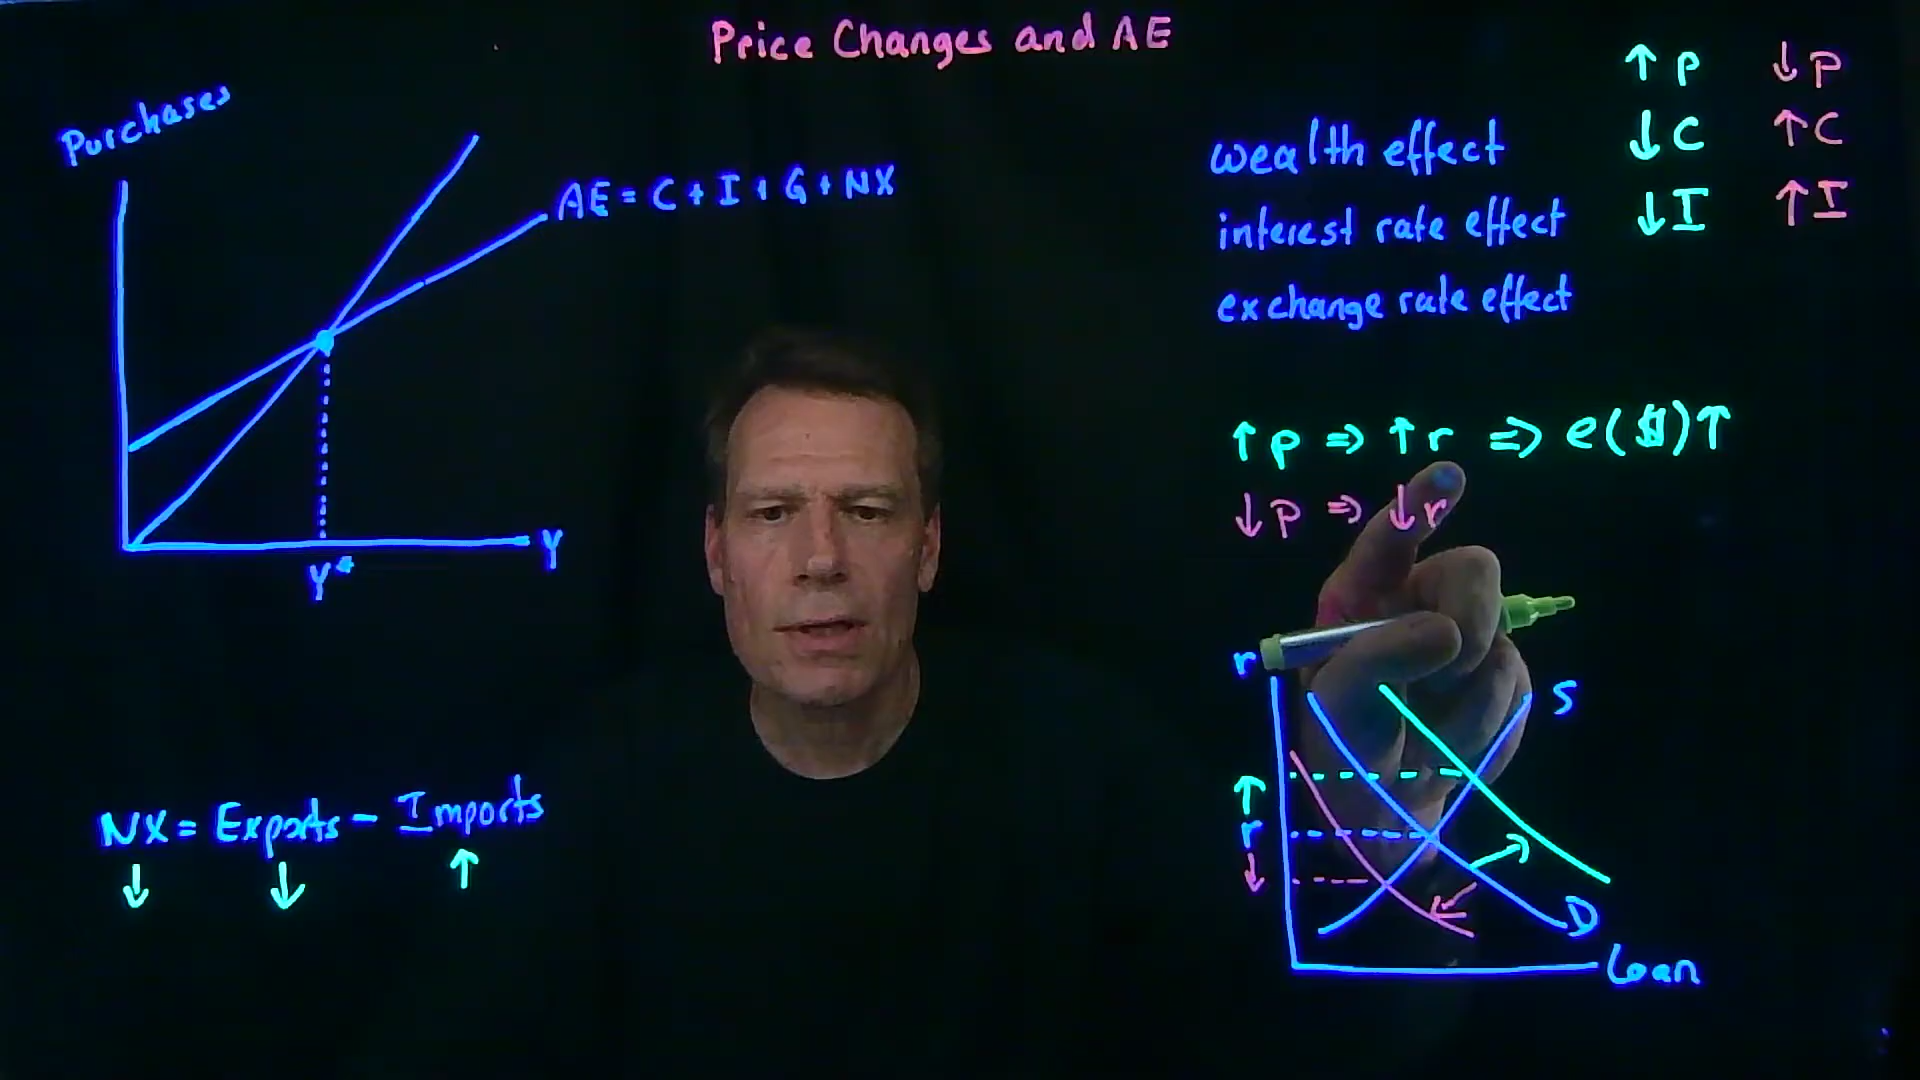 Price Changes and AE
Purchases
AE = C + I + G + NX
Y
Y*
NX = Exports - Imports
↓ ↓ ↑
↑ P ↓ P
wealth effect ↓ C ↑ C
interest rate effect ↓ I ↑ I
exchange rate effect
↑ P ⇒ ↑ r ⇒ e($)↑
↓ P ⇒ ↓ r
r
S
↑
r
↓
D
Loan